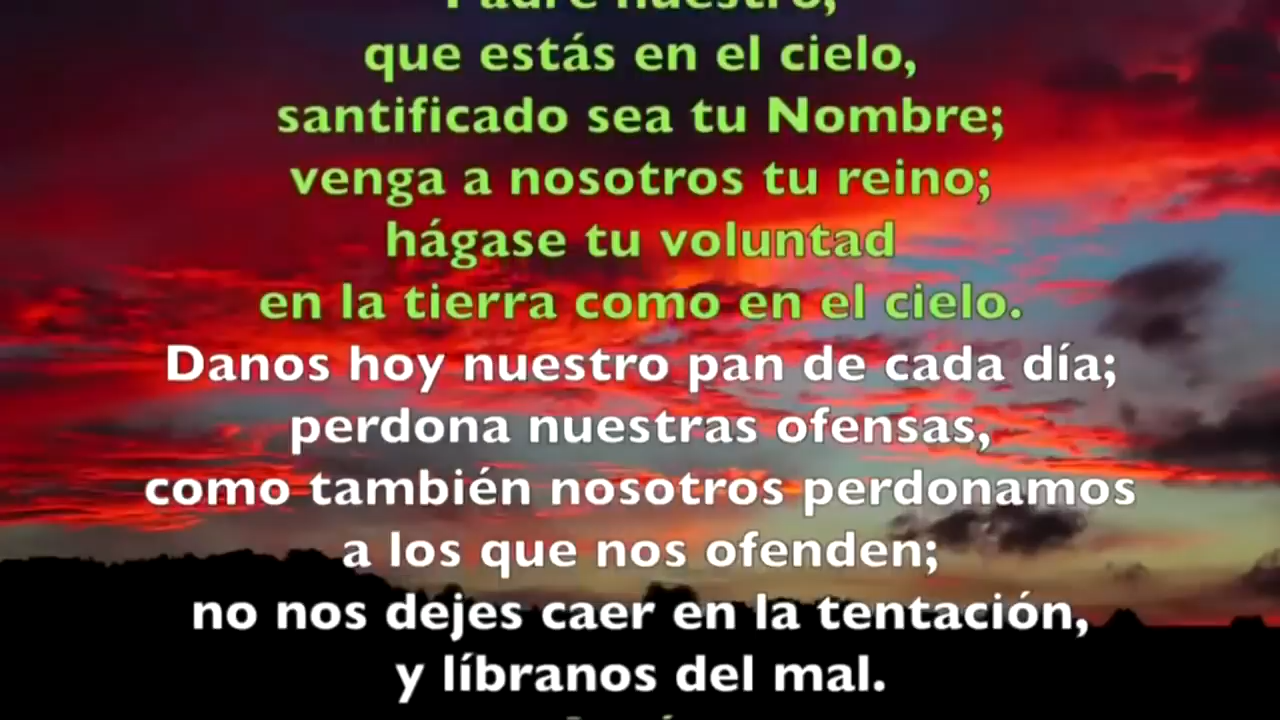 Padre nuestro,
que estás en el cielo,
santificado sea tu Nombre;
venga a nosotros tu reino;
hágase tu voluntad
en la tierra como en el cielo.
Danos hoy nuestro pan de cada día;
perdona nuestras ofensas,
como también nosotros perdonamos
a los que nos ofenden;
no nos dejes caer en la tentación,
y líbranos del mal.